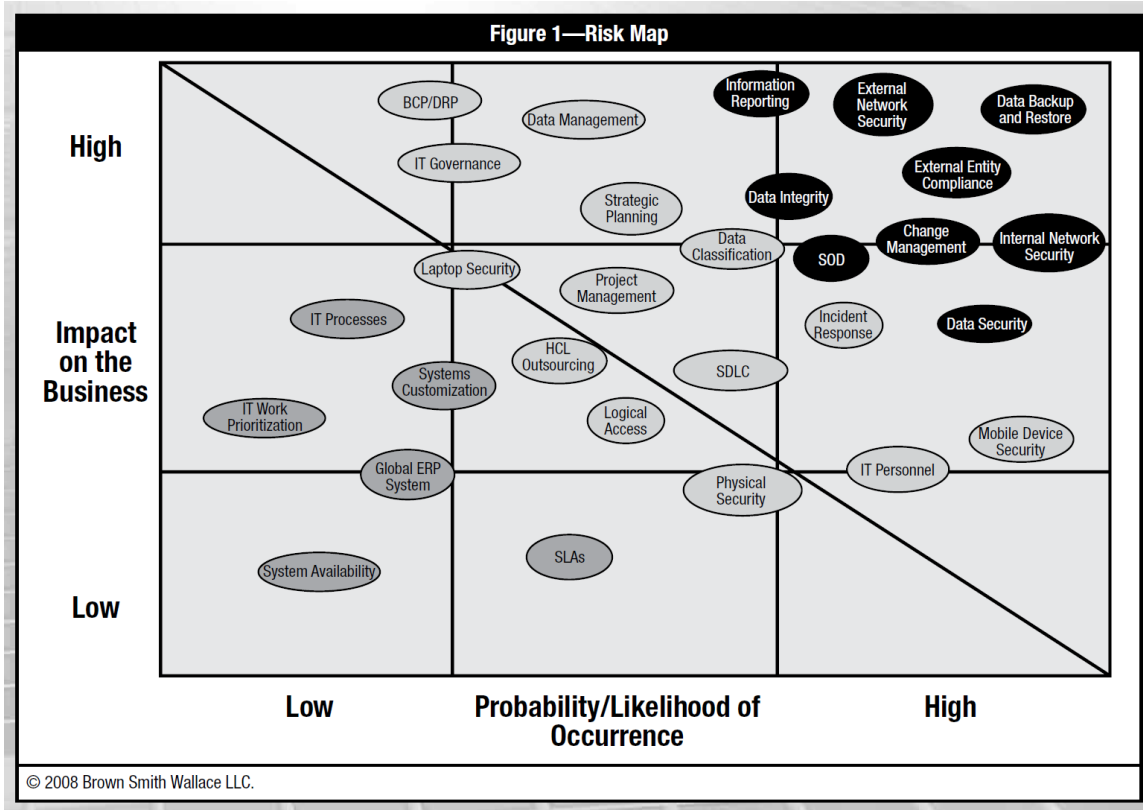 Figure 1—Risk Map
High
Impact
on the
Business
Low
BCP/DRP
Data Management
Information
Reporting
External
Network
Security
Data Backup
and Restore
IT Governance
External Entity
Compliance
Strategic
Planning
Data Integrity
Data
Classification
SOD
Change
Management
Internal Network
Security
Laptop Security
Project
Management
IT Processes
Incident
Response
Data Security
HCL
Outsourcing
Systems
Customization
SDLC
IT Work
Prioritization
Logical
Access
Mobile Device
Security
Global ERP
System
Physical
Security
IT Personnel
System Availability
SLAs
Low
Probability/Likelihood of
Occurrence
High
© 2008 Brown Smith Wallace LLC.